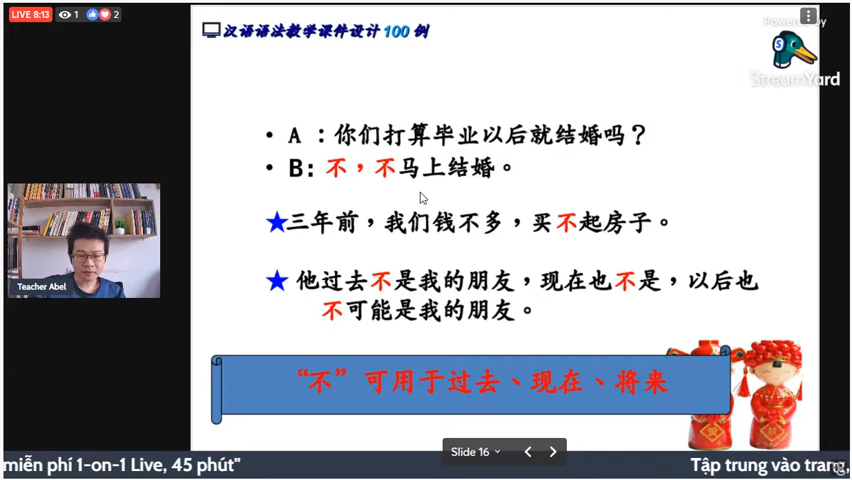 LIVE 8:13
1
2
汉语语法教学课件设计100例
Powered by
StreamYard
• A ：你们打算毕业以后就结婚吗？
• B: 不，不马上结婚。
★三年前，我们钱不多，买不起房子。
★ 他过去不是我的朋友，现在也不是，以后也
不可能是我的朋友。
Teacher Abel
“不”可用于过去、现在、将来
Slide 16
miễn phí 1-on-1 Live, 45 phút"
Tập trung vào trang,